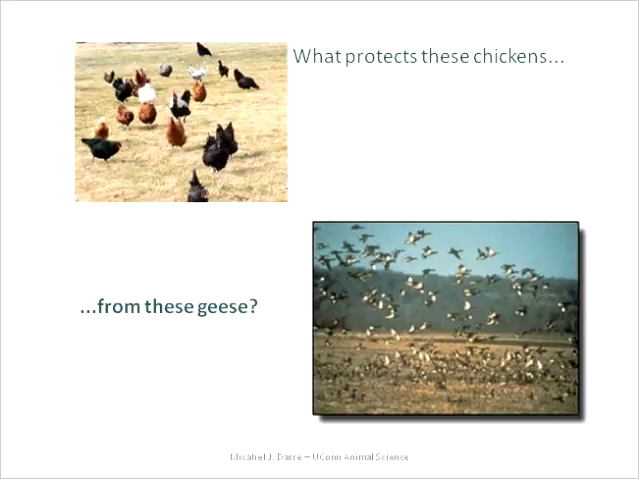 What protects these chickens...
...from these geese?
Micahel J. Darre – UConn Animal Science